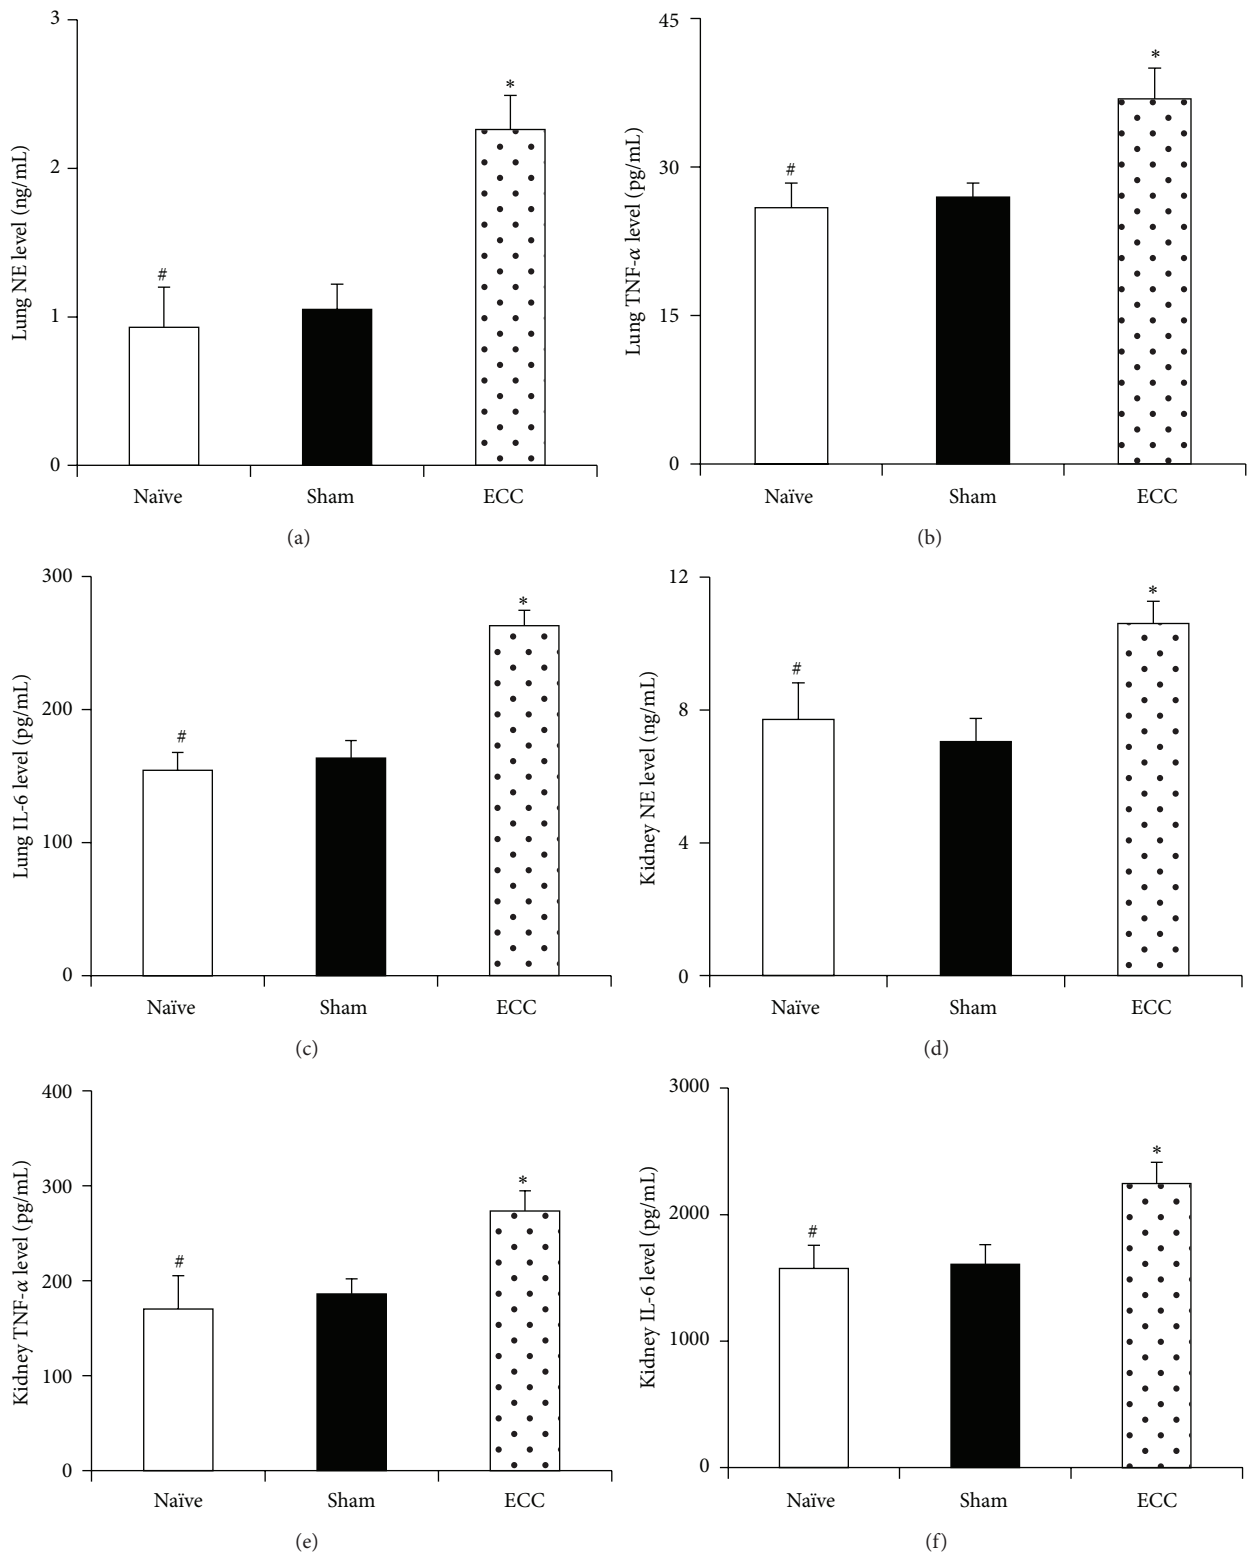 3
2
1
0
Lung NE level (ng/mL)
#
*
Naïve Sham ECC
(a)
45
30
15
0
Lung TNF-α level (pg/mL)
#
*
Naïve Sham ECC
(b)
300
200
100
0
Lung IL-6 level (pg/mL)
#
*
Naïve Sham ECC
(c)
12
8
4
0
Kidney NE level (ng/mL)
#
*
Naïve Sham ECC
(d)
400
300
200
100
0
Kidney TNF-α level (pg/mL)
#
*
Naïve Sham ECC
(e)
3000
2000
1000
0
Kidney IL-6 level (pg/mL)
#
*
Naïve Sham ECC
(f)